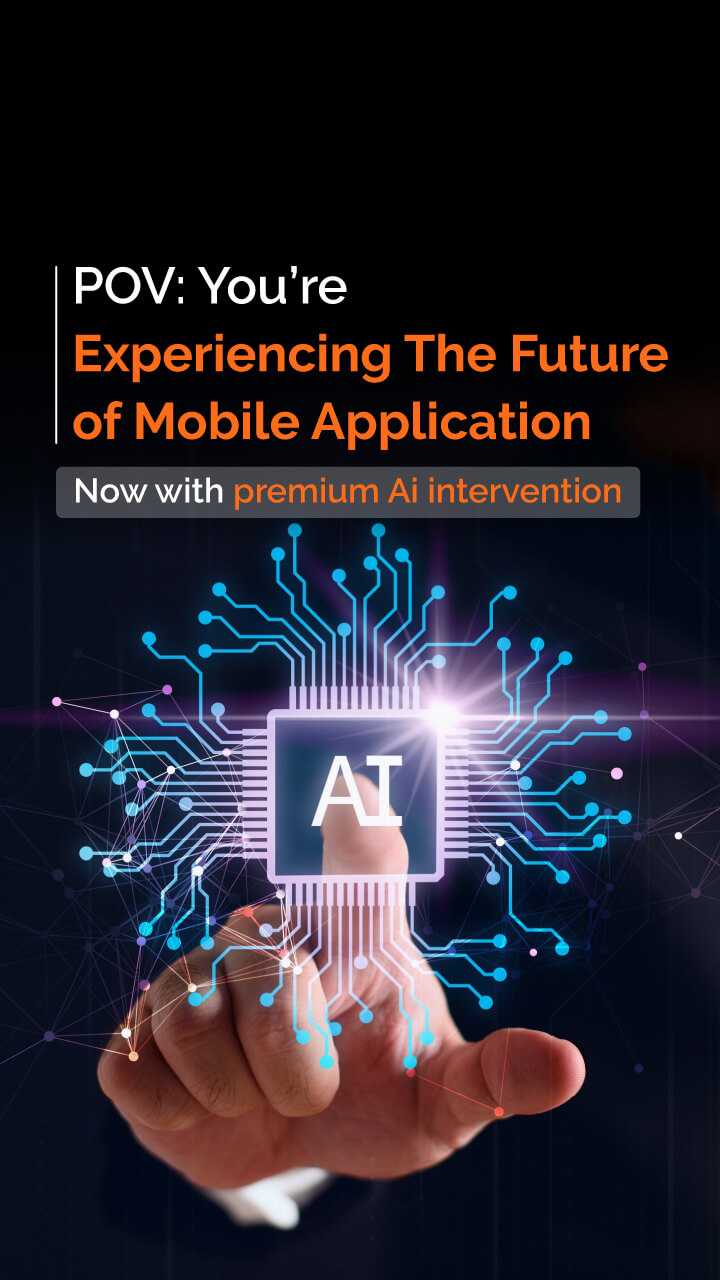 POV: You’re
Experiencing The Future
of Mobile Application
Now with premium Ai intervention
AI